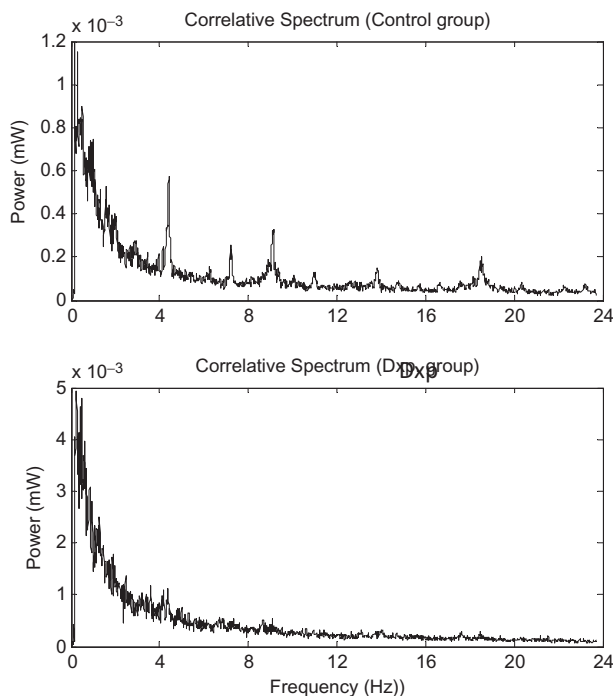 Correlative Spectrum (Control group)
x 10⁻³
1.2
1
0.8
0.6
0.4
0.2
0
Power (mW)
0 4 8 12 16 20 24
Correlative Spectrum (Dxp group)
Dxp
x 10⁻³
5
4
3
2
1
0
Power (mW)
0 4 8 12 16 20 24
Frequency (Hz))